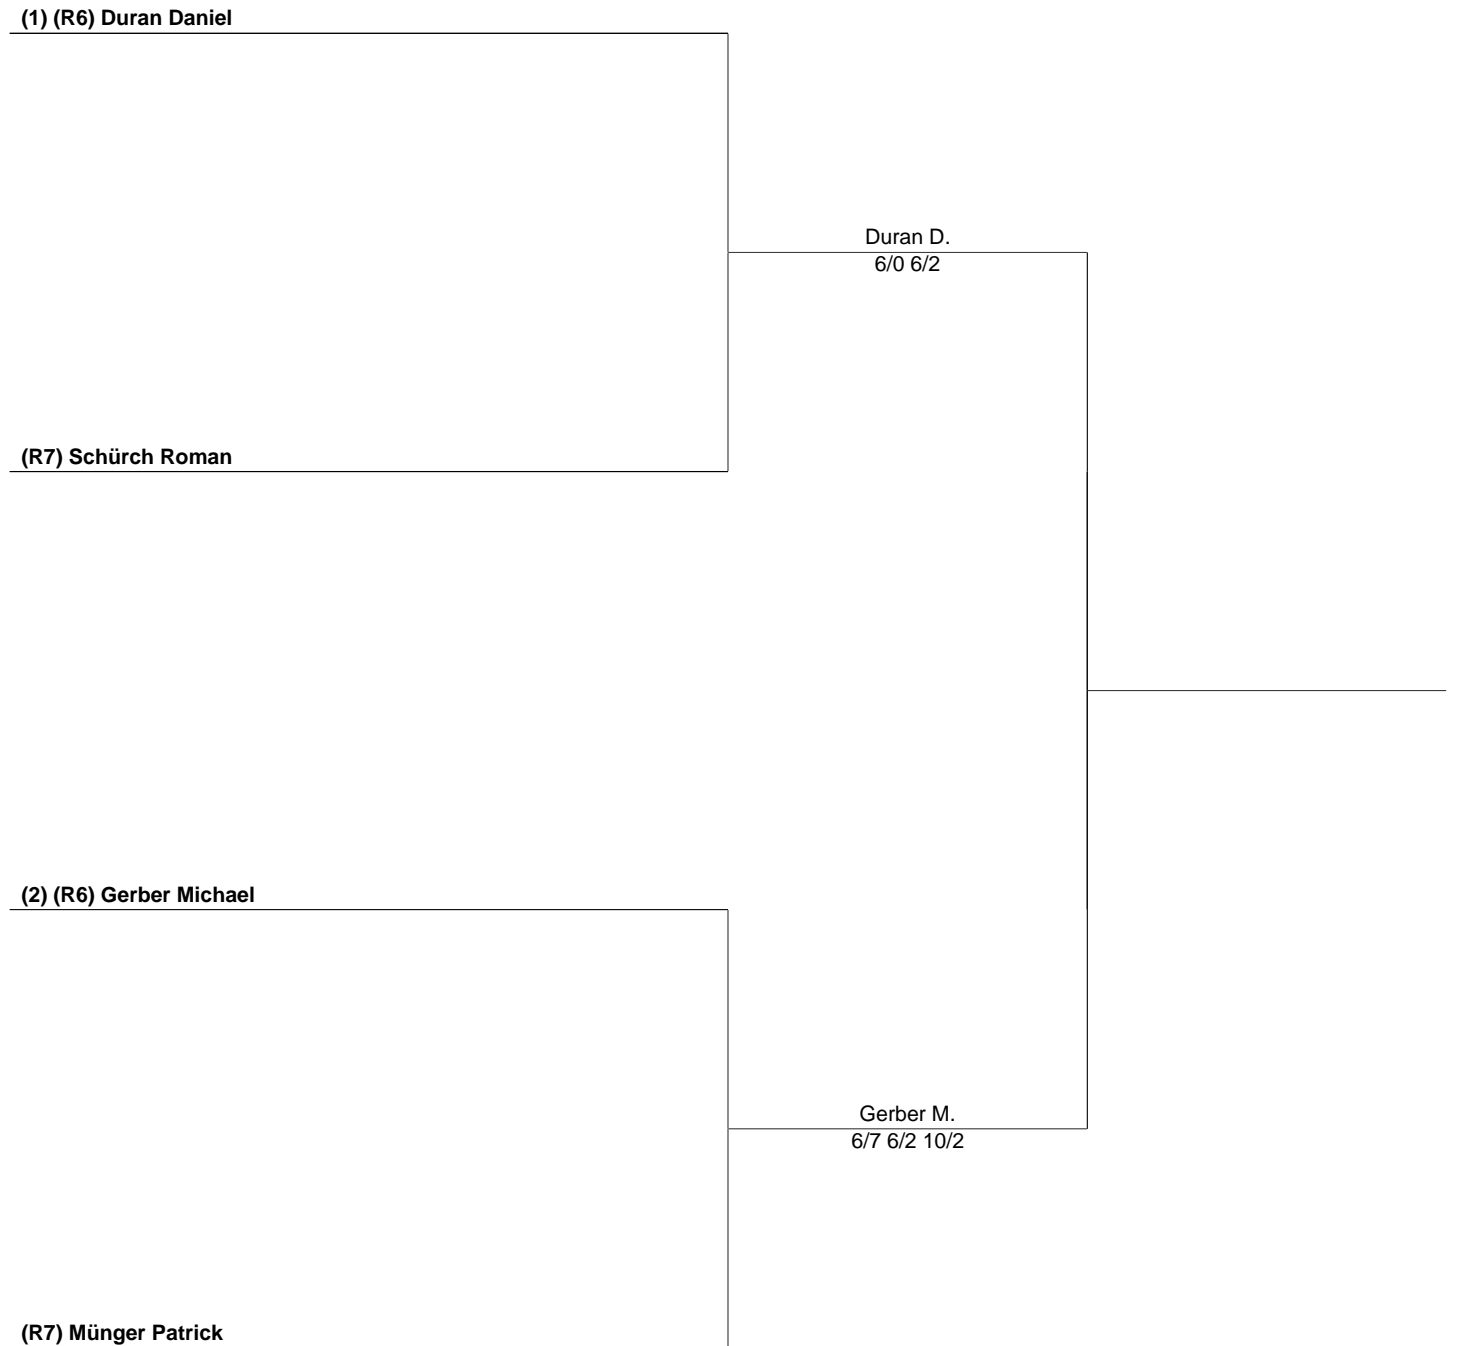 (1) (R6) Duran Daniel
Duran D.
6/0 6/2
(R7) Schürch Roman
(2) (R6) Gerber Michael
Gerber M.
6/7 6/2 10/2
(R7) Münger Patrick